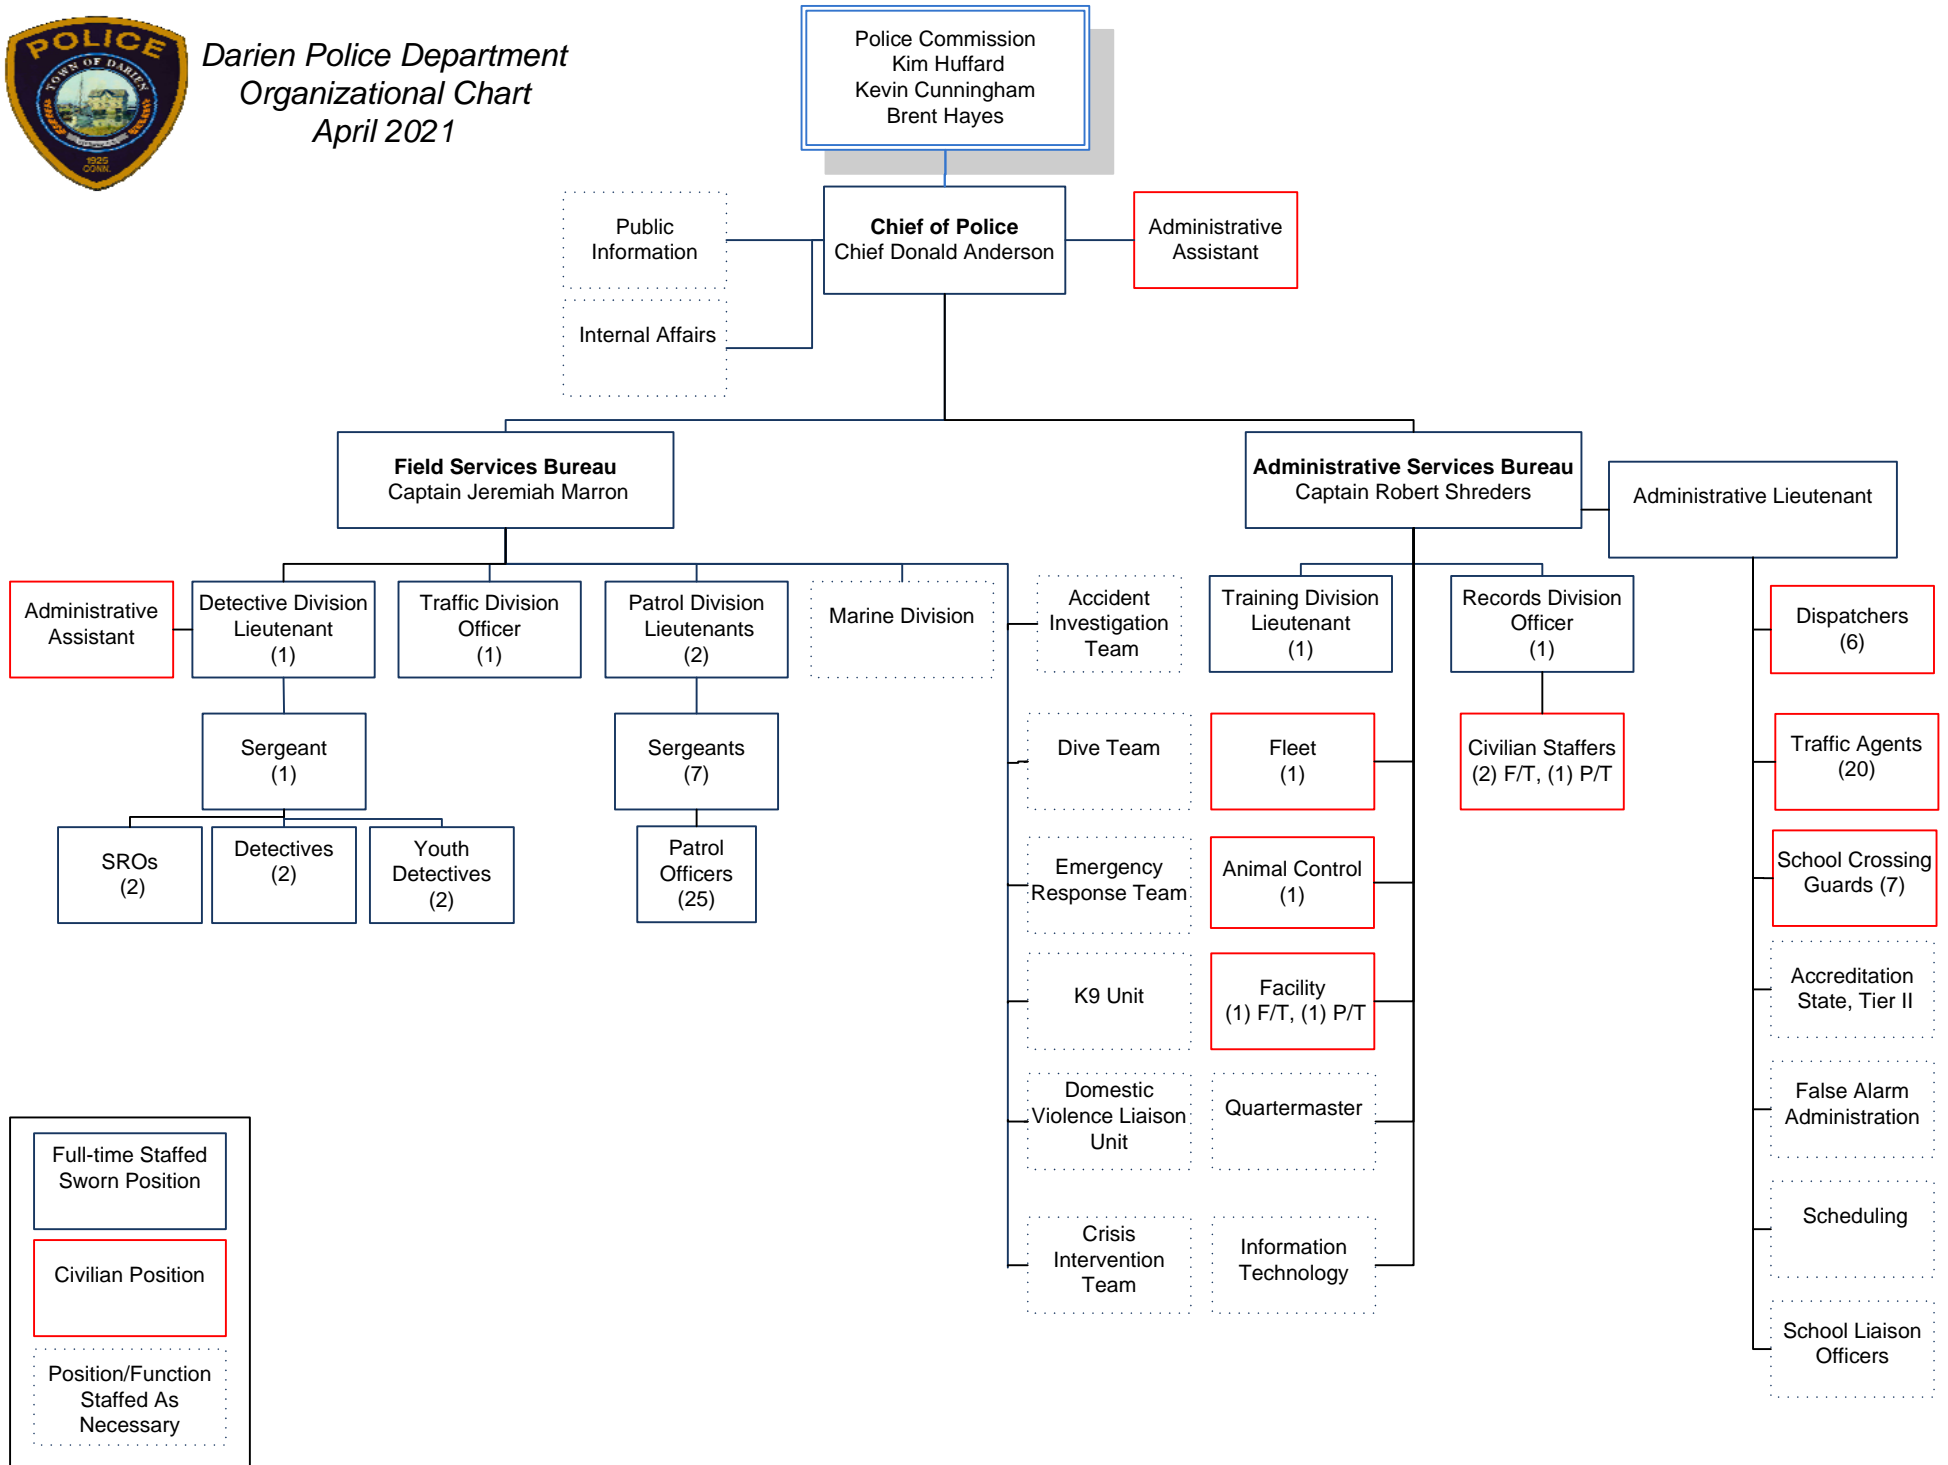 POLICE
TOWN OF DARIEN
1925
CONN.
Darien Police Department
Organizational Chart
April 2021
Police Commission
Kim Huffard
Kevin Cunningham
Brent Hayes
Public
Information
Chief of Police
Chief Donald Anderson
Administrative
Assistant
Internal Affairs
Field Services Bureau
Captain Jeremiah Marron
Administrative Services Bureau
Captain Robert Shreders
Administrative Lieutenant
Administrative
Assistant
Detective Division
Lieutenant
(1)
Traffic Division
Officer
(1)
Patrol Division
Lieutenants
(2)
Marine Division
Accident
Investigation
Team
Training Division
Lieutenant
(1)
Records Division
Officer
(1)
Dispatchers
(6)
Sergeant
(1)
Sergeants
(7)
Dive Team
Fleet
(1)
Civilian Staffers
(2) F/T, (1) P/T
Traffic Agents
(20)
SROs
(2)
Detectives
(2)
Youth
Detectives
(2)
Patrol
Officers
(25)
Emergency
Response Team
Animal Control
(1)
School Crossing
Guards (7)
K9 Unit
Facility
(1) F/T, (1) P/T
Accreditation
State, Tier II
Domestic
Violence Liaison
Unit
Quartermaster
False Alarm
Administration
Crisis
Intervention
Team
Information
Technology
Scheduling
School Liaison
Officers
Full-time Staffed
Sworn Position
Civilian Position
Position/Function
Staffed As
Necessary